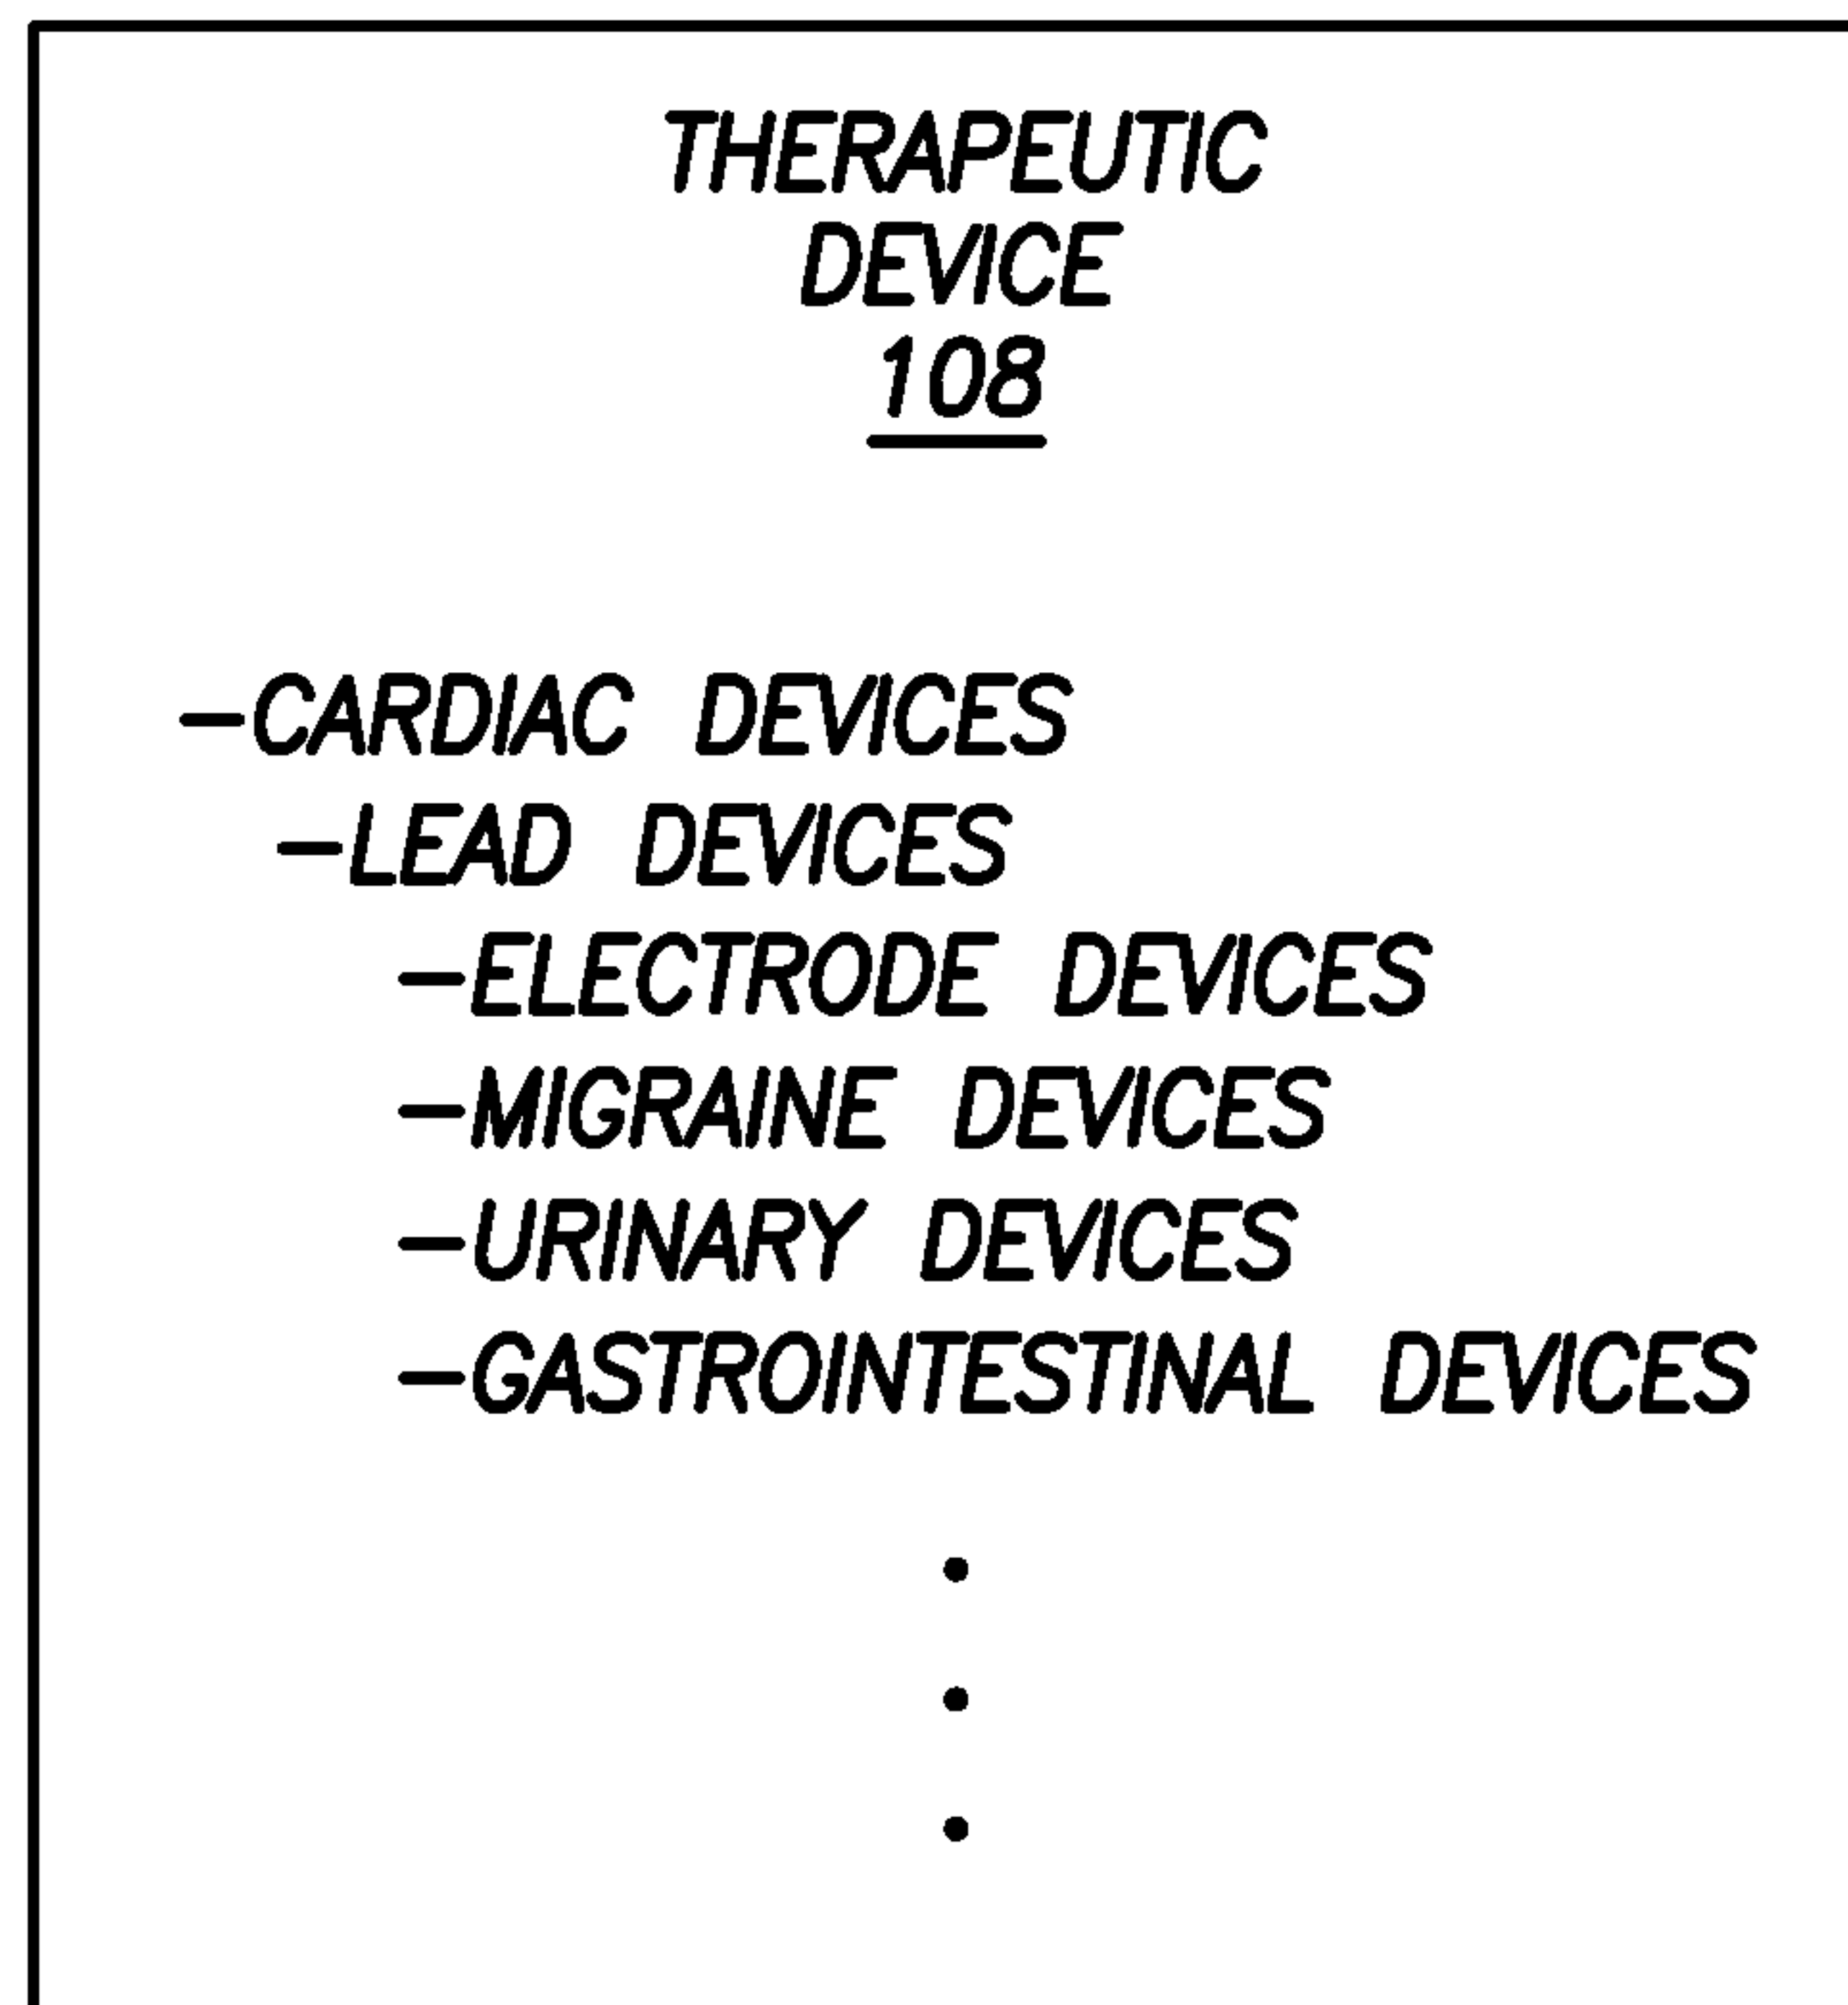 THERAPEUTIC
DEVICE
108
-CARDIAC DEVICES
-LEAD DEVICES
-ELECTRODE DEVICES
-MIGRAINE DEVICES
-URINARY DEVICES
-GASTROINTESTINAL DEVICES